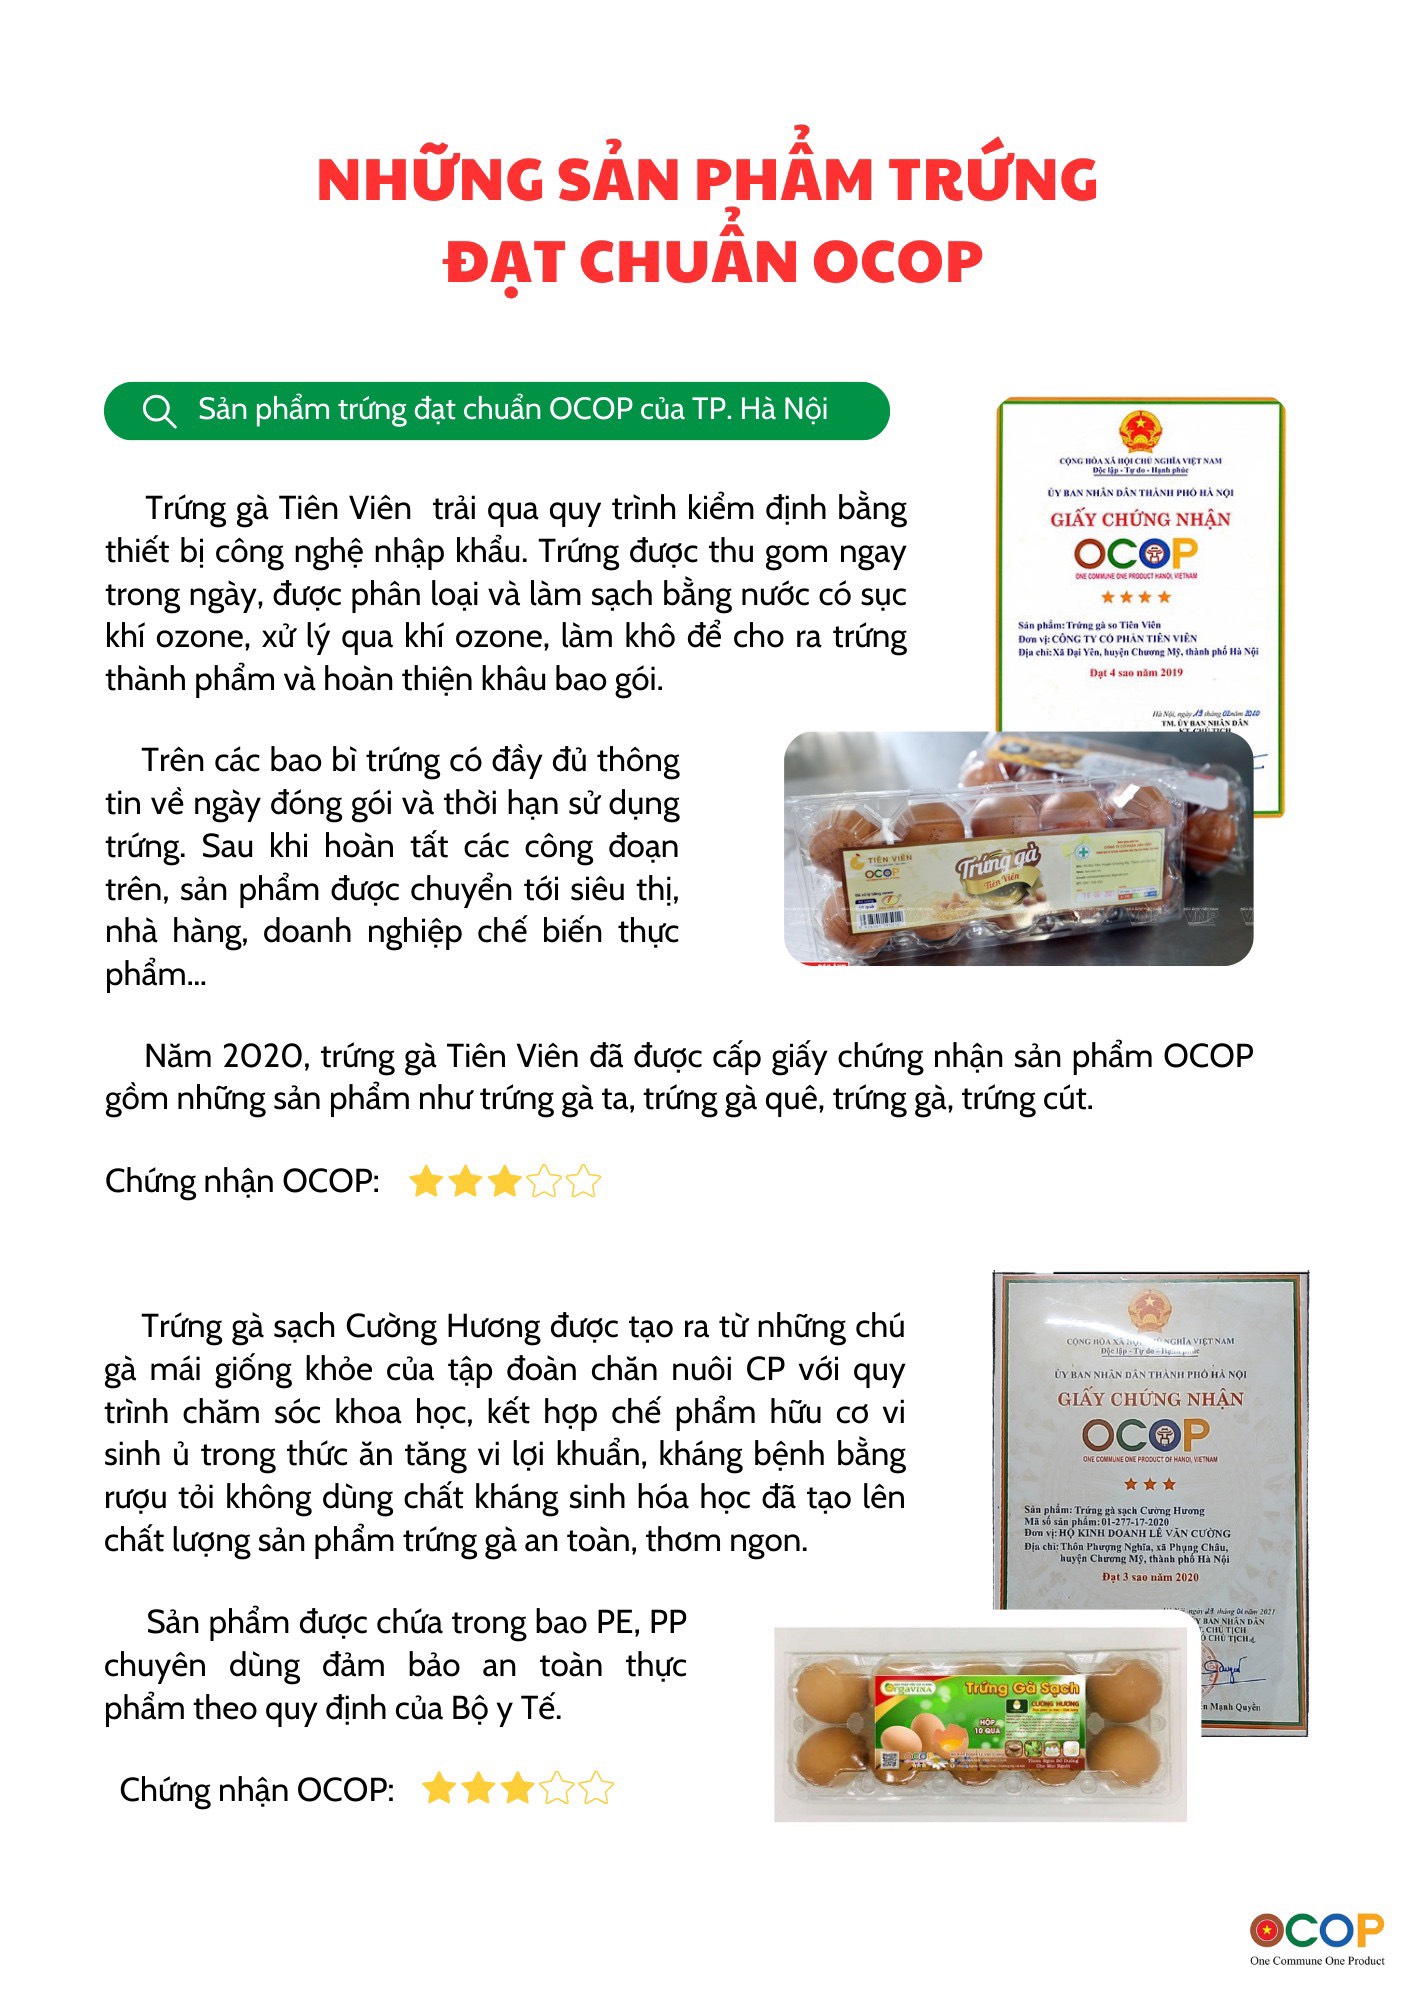 NHỮNG SẢN PHẨM TRỨNG
ĐẠT CHUẨN OCOP
Sản phẩm trứng đạt chuẩn OCOP của TP. Hà Nội
Trứng gà Tiên Viên trải qua quy trình kiểm định bằng
thiết bị công nghệ nhập khẩu. Trứng được thu gom ngay
trong ngày, được phân loại và làm sạch bằng nước có sục
khí ozone, xử lý qua khí ozone, làm khô để cho ra trứng
thành phẩm và hoàn thiện khâu bao gói.
Trên các bao bì trứng có đầy đủ thông
tin về ngày đóng gói và thời hạn sử dụng
trứng. Sau khi hoàn tất các công đoạn
trên, sản phẩm được chuyển tới siêu thị,
nhà hàng, doanh nghiệp chế biến thực
phẩm...
CỘNG HÒA XÃ HỘI CHỦ NGHĨA VIỆT NAM
Độc lập - Tự do - Hạnh phúc
ỦY BAN NHÂN DÂN THÀNH PHỐ HÀ NỘI
GIẤY CHỨNG NHẬN
OCOP
ONE COMMUNE ONE PRODUCT HANOI, VIETNAM
Sản phẩm: Trứng gà so Tiên Viên
Đơn vị: CÔNG TY CỔ PHẦN TIÊN VIÊN
Địa chỉ: Xã Đại Yên, huyện Chương Mỹ, thành phố Hà Nội
Đạt 4 sao năm 2019
Hà Nội, ngày 19 tháng 02 năm 2020
TM. ỦY BAN NHÂN DÂN
KT. CHỦ TỊCH
TIÊN VIÊN
OCOP
Trứng gà
Tiên Viên
VNP
Năm 2020, trứng gà Tiên Viên đã được cấp giấy chứng nhận sản phẩm OCOP
gồm những sản phẩm như trứng gà ta, trứng gà quê, trứng gà, trứng cút.
Chứng nhận OCOP:
Trứng gà sạch Cường Hương được tạo ra từ những chú
gà mái giống khỏe của tập đoàn chăn nuôi CP với quy
trình chăm sóc khoa học, kết hợp chế phẩm hữu cơ vi
sinh ủ trong thức ăn tăng vi lợi khuẩn, kháng bệnh bằng
rượu tỏi không dùng chất kháng sinh hóa học đã tạo lên
chất lượng sản phẩm trứng gà an toàn, thơm ngon.
Sản phẩm được chứa trong bao PE, PP
chuyên dùng đảm bảo an toàn thực
phẩm theo quy định của Bộ y Tế.
Chứng nhận OCOP:
CỘNG HÒA XÃ HỘI CHỦ NGHĨA VIỆT NAM
Độc lập - Tự do - Hạnh phúc
ỦY BAN NHÂN DÂN THÀNH PHỐ HÀ NỘI
GIẤY CHỨNG NHẬN
OCOP
ONE COMMUNE ONE PRODUCT OF HANOI, VIETNAM
Sản phẩm: Trứng gà sạch Cường Hương
Mã số sản phẩm: 01-277-17-2020
Đơn vị: HỘ KINH DOANH LÊ VĂN CƯỜNG
Địa chỉ: Thôn Phượng Nghĩa, xã Phụng Châu,
huyện Chương Mỹ, thành phố Hà Nội
Đạt 3 sao năm 2020
tháng 01 năm 2021
Y BAN NHÂN DÂN
CHỦ TỊCH
CHỦ TỊCH
Mạnh Quyền
OrgaVINA
Trứng Gà Sạch
CƯỜNG HƯƠNG
HỘP
10 QUẢ
OCOP
Thơm Ngon Bổ Dưỡng
Cho Mọi Người
OCOP
One Commune One Product